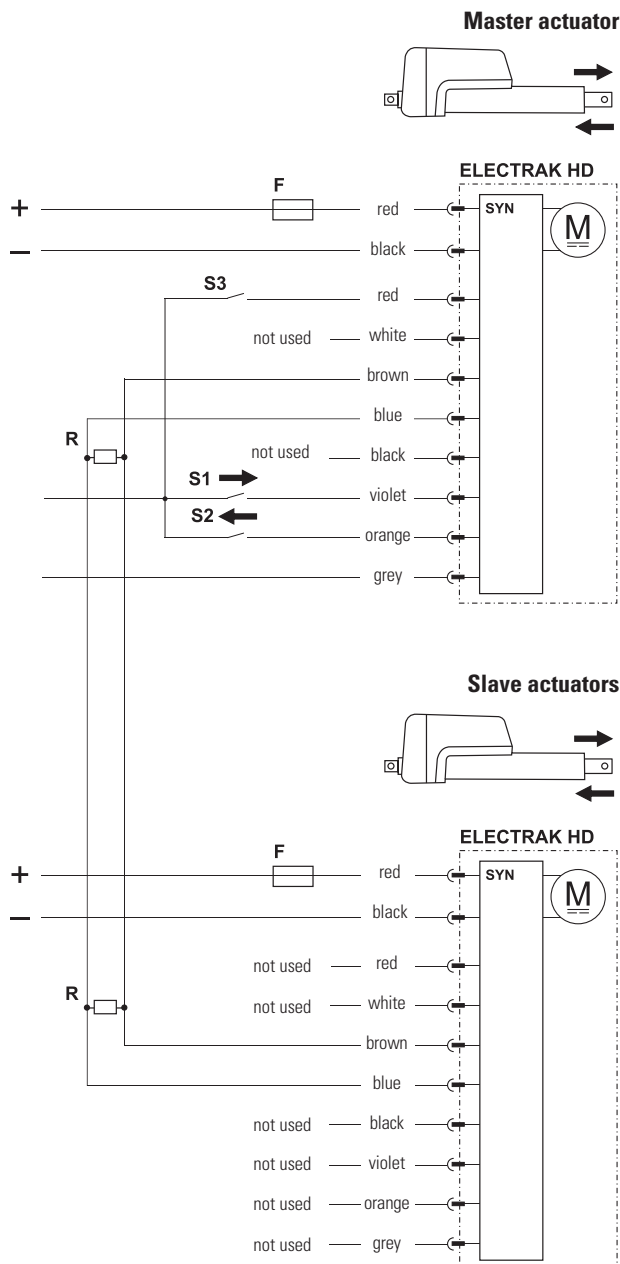 Master actuator
ELECTRAK HD
F
+ red SYN M
− black
S3 red
not used white
brown
blue
R
not used black
S1 violet
S2 orange
grey
Slave actuators
ELECTRAK HD
F
+ red SYN M
− black
not used red
R
not used white
brown
blue
not used black
not used violet
not used orange
not used grey